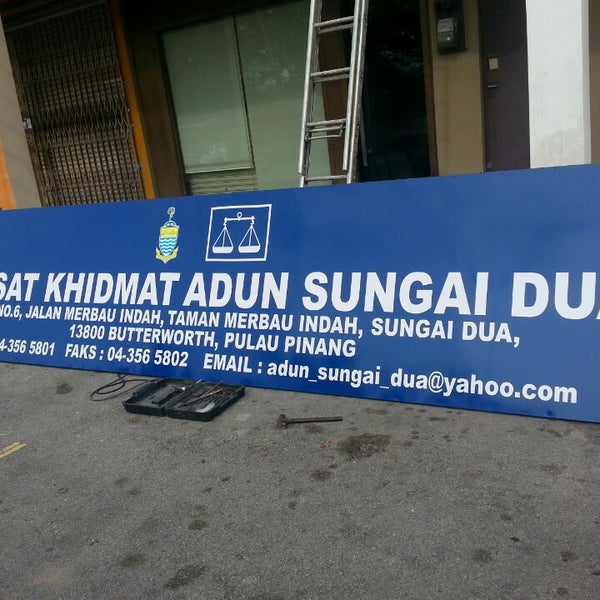 SAT KHIDMAT ADUN SUNGAI DUA
NO.6, JALAN MERBAU INDAH, TAMAN MERBAU INDAH, SUNGAI DUA,
13800 BUTTERWORTH, PULAU PINANG
4-356 5801 FAKS : 04-356 5802 EMAIL : adun_sungai_dua@yahoo.com